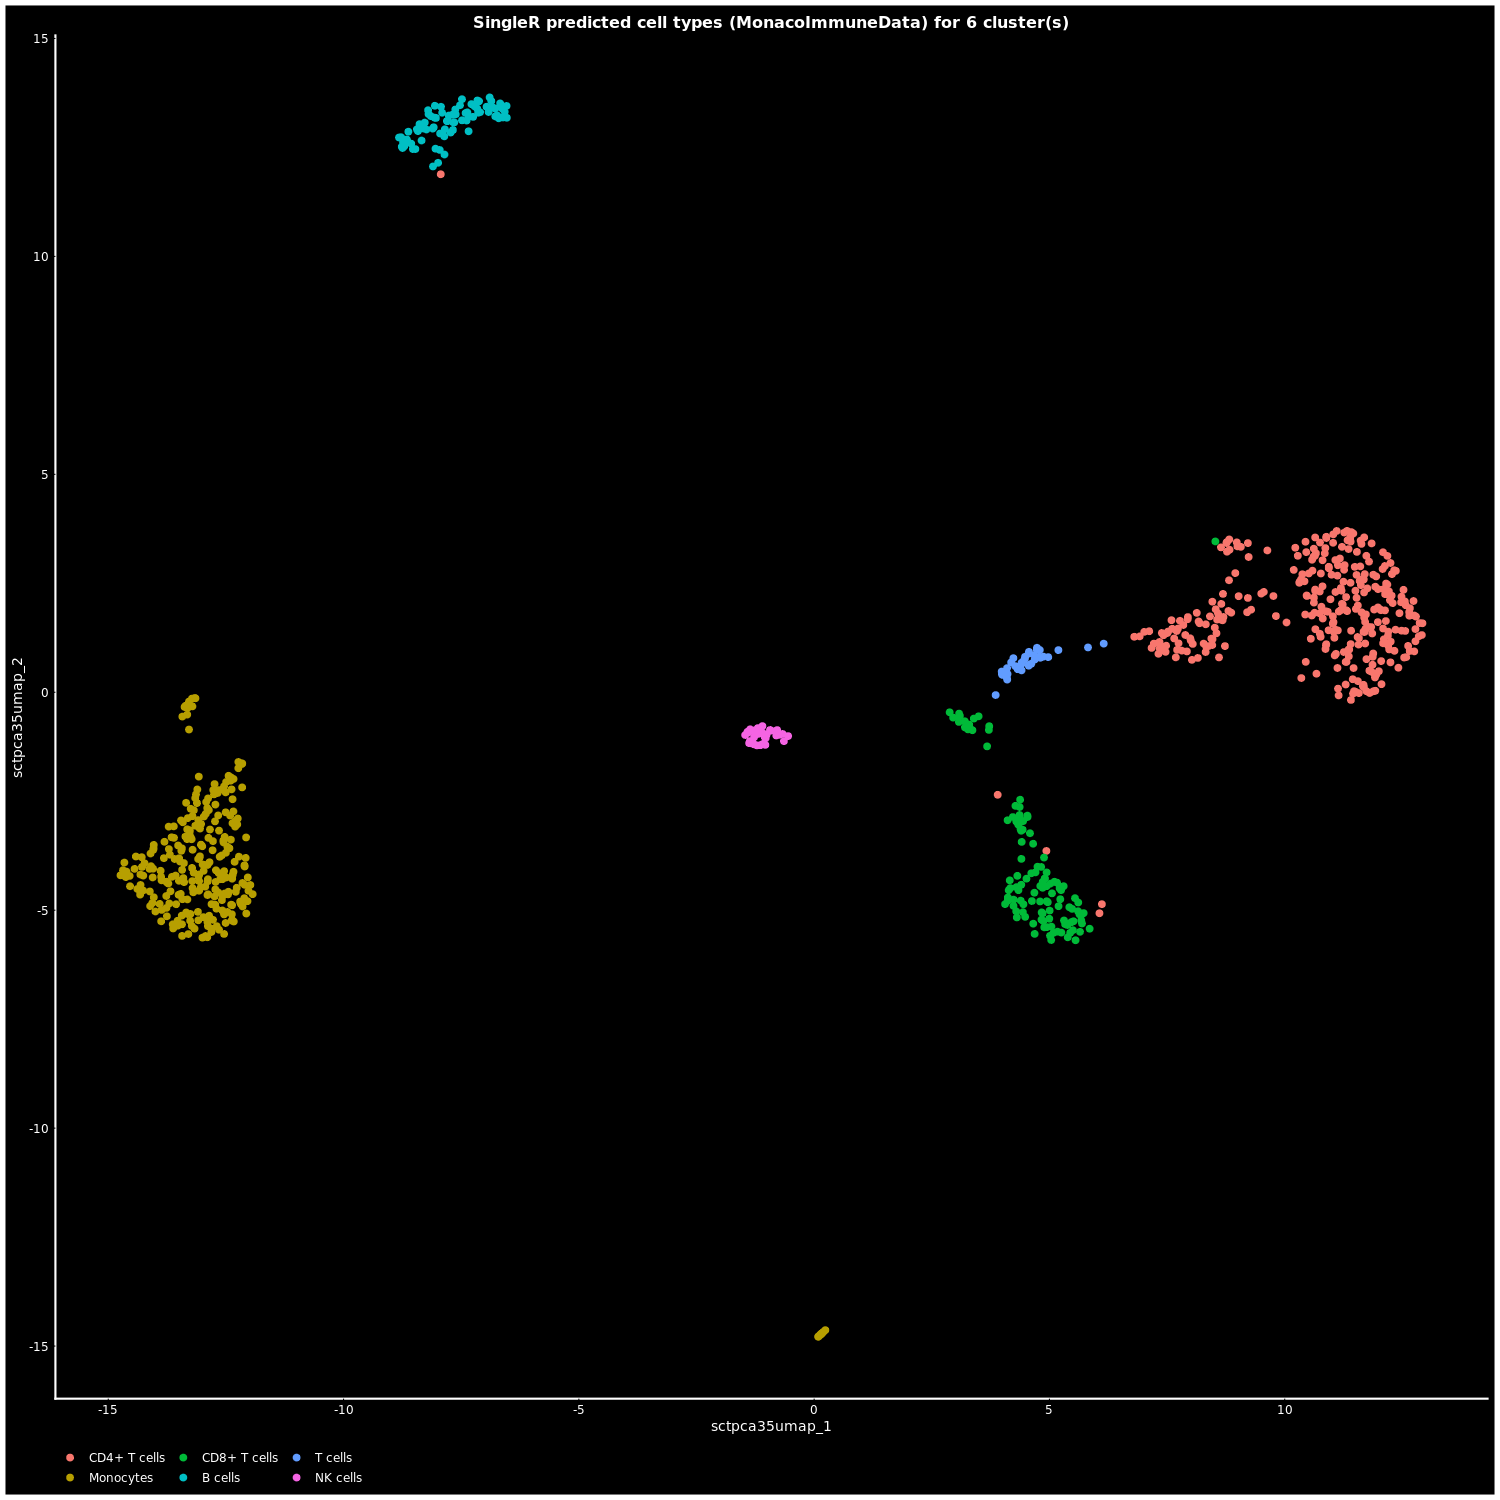 SingleR predicted cell types (MonacoImmuneData) for 6 cluster(s)
15
10
5
0
-5
-10
-15
sctpca35umap_2
-15
-10
-5
0
5
10
sctpca35umap_1
CD4+ T cells
CD8+ T cells
T cells
Monocytes
B cells
NK cells